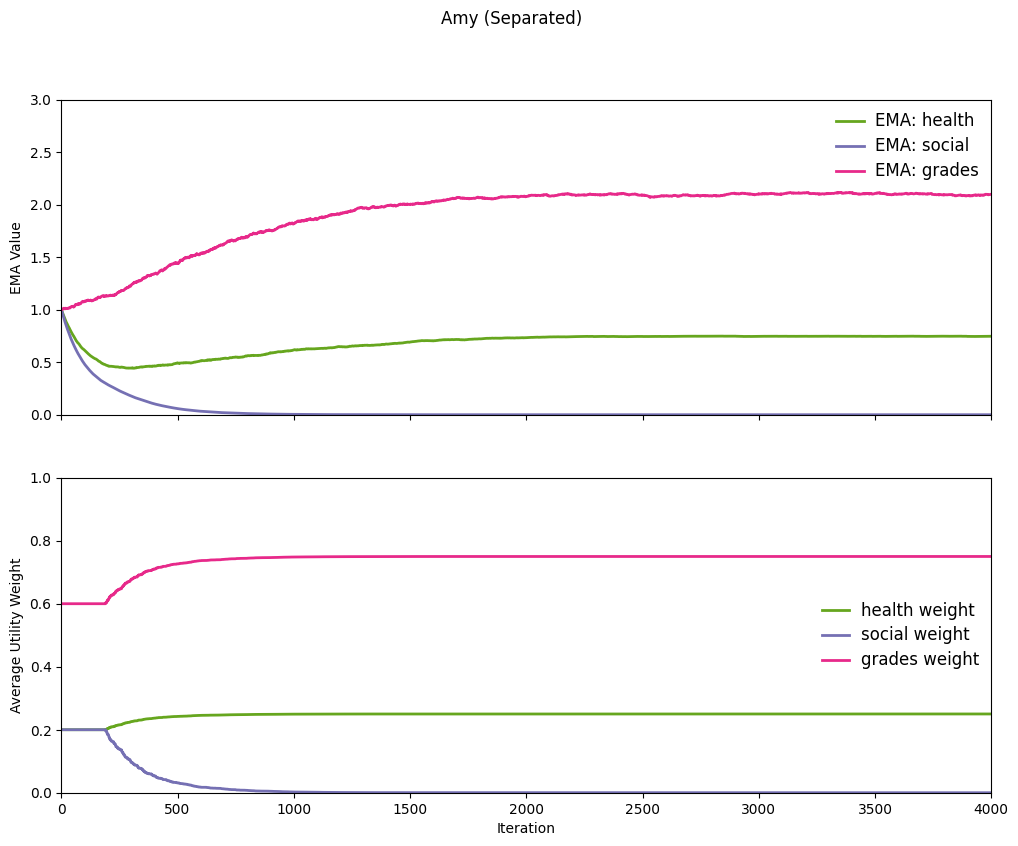 Amy (Separated)
3.0
2.5
2.0
1.5
1.0
0.5
0.0
EMA Value
EMA: health
EMA: social
EMA: grades
1.0
0.8
0.6
0.4
0.2
0.0
Average Utility Weight
health weight
social weight
grades weight
0 500 1000 1500 2000 2500 3000 3500 4000
Iteration